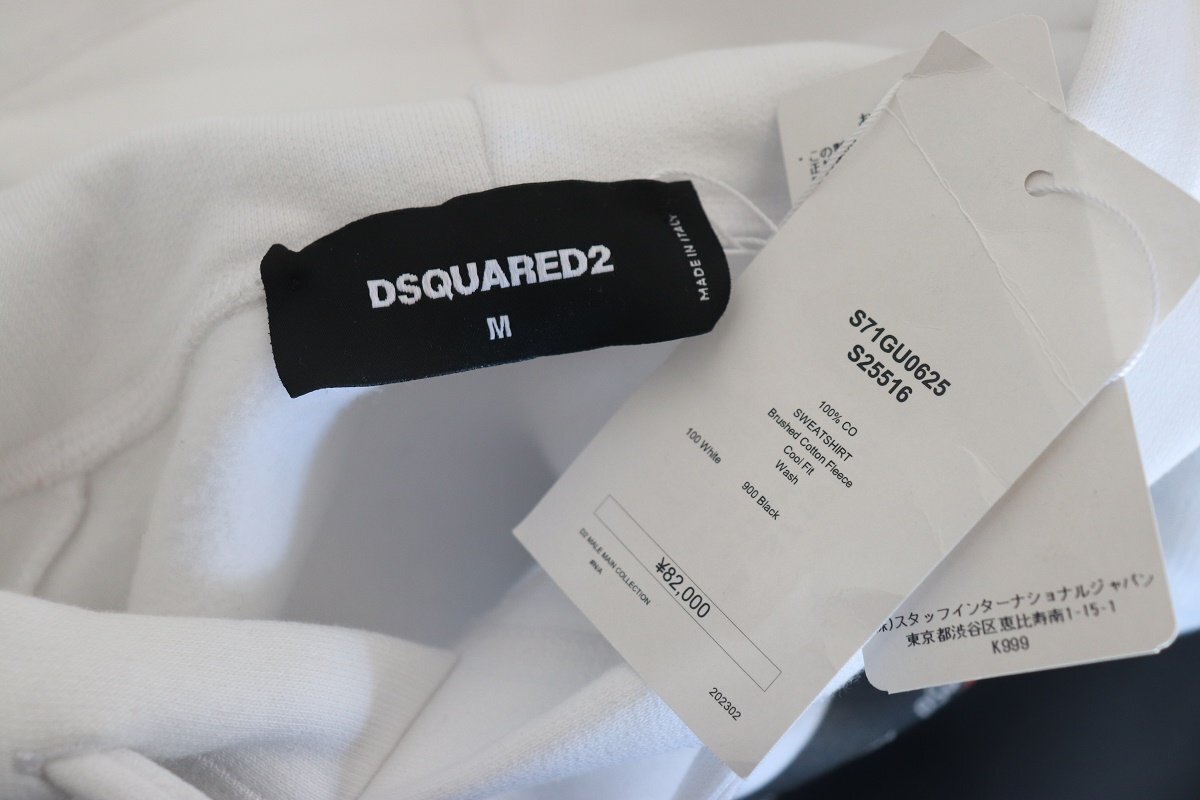 DSQUARED2
M
MADE IN ITALY
S71GU0625
S25516
100% CO
SWEATSHIRT
Brushed Cotton Fleece
Cool Fit
Wash
100 White
900 Black
¥82,000
D2 MALE MAIN COLLECTION
#N/A
202302
)スタッフインターナショナルジャパン
東京都渋谷区恵比寿南1-15-1
K999